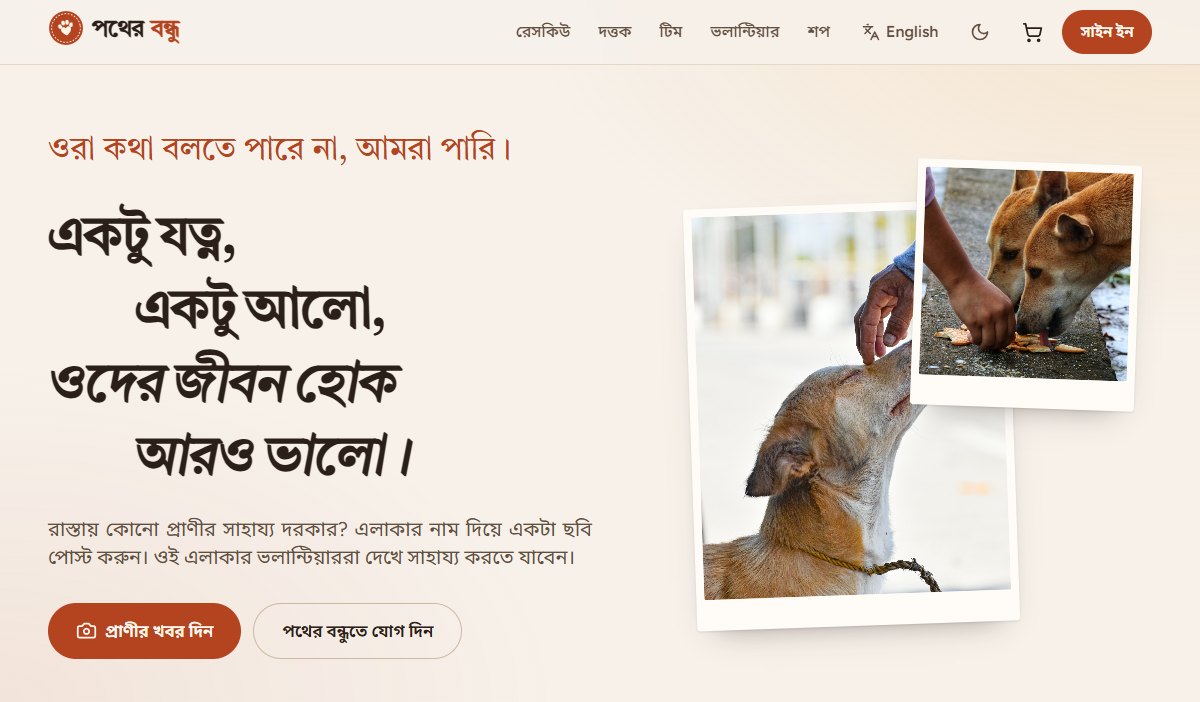 পথের বন্ধু
রেসকিউ দত্তক টিম ভলান্টিয়ার শপ English সাইন ইন
ওরা কথা বলতে পারে না, আমরা পারি।
একটু যত্ন,
একটু আলো,
ওদের জীবন হোক
আরও ভালো।
রাস্তায় কোনো প্রাণীর সাহায্য দরকার? এলাকার নাম দিয়ে একটা ছবি
পোস্ট করুন। ওই এলাকার ভলান্টিয়াররা দেখে সাহায্য করতে যাবেন।
প্রাণীর খবর দিন
পথের বন্ধুতে যোগ দিন